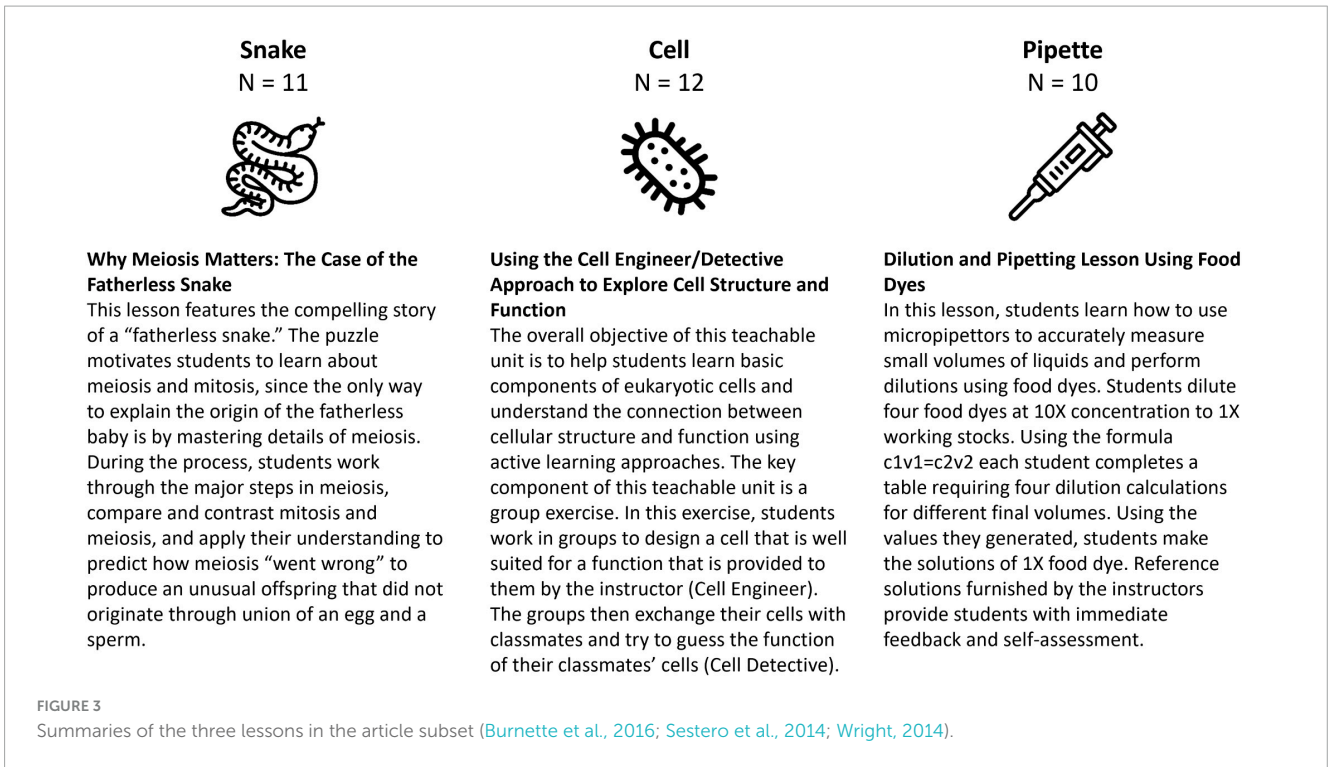 Snake
N = 11
Why Meiosis Matters: The Case of the
Fatherless Snake
This lesson features the compelling story
of a “fatherless snake.” The puzzle
motivates students to learn about
meiosis and mitosis, since the only way
to explain the origin of the fatherless
baby is by mastering details of meiosis.
During the process, students work
through the major steps in meiosis,
compare and contrast mitosis and
meiosis, and apply their understanding to
predict how meiosis “went wrong” to
produce an unusual offspring that did not
originate through union of an egg and a
sperm.
Cell
N = 12
Using the Cell Engineer/Detective
Approach to Explore Cell Structure and
Function
The overall objective of this teachable
unit is to help students learn basic
components of eukaryotic cells and
understand the connection between
cellular structure and function using
active learning approaches. The key
component of this teachable unit is a
group exercise. In this exercise, students
work in groups to design a cell that is well
suited for a function that is provided to
them by the instructor (Cell Engineer).
The groups then exchange their cells with
classmates and try to guess the function
of their classmates’ cells (Cell Detective).
Pipette
N = 10
Dilution and Pipetting Lesson Using Food
Dyes
In this lesson, students learn how to use
micropipettors to accurately measure
small volumes of liquids and perform
dilutions using food dyes. Students dilute
four food dyes at 10X concentration to 1X
working stocks. Using the formula
c1v1=c2v2 each student completes a
table requiring four dilution calculations
for different final volumes. Using the
values they generated, students make
the solutions of 1X food dye. Reference
solutions furnished by the instructors
provide students with immediate
feedback and self-assessment.
FIGURE 3
Summaries of the three lessons in the article subset (Burnette et al., 2016; Sestero et al., 2014; Wright, 2014).